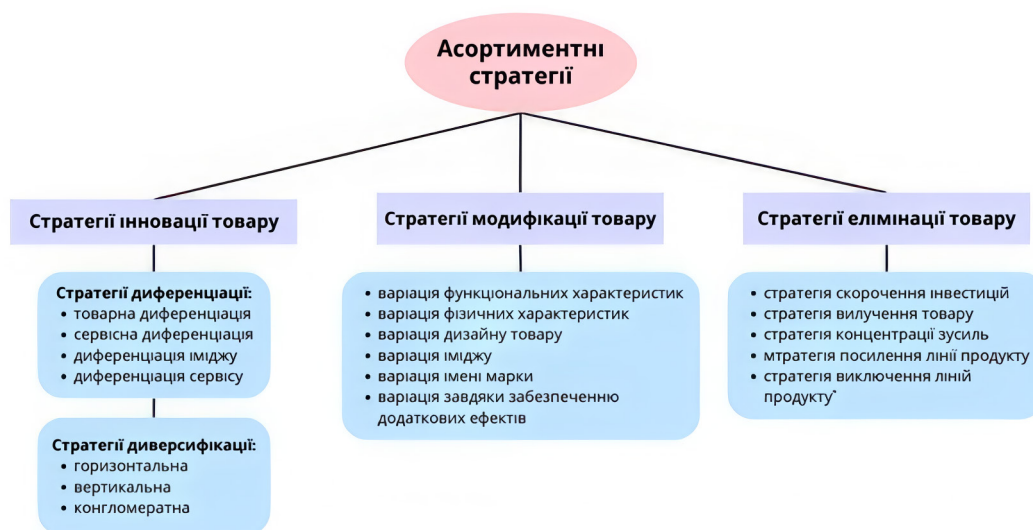 Асортиментні
стратегії
Стратегії інновації товару
Стратегії модифікації товару
Стратегії елімінації товару
Стратегії диференціації:
• товарна диференціація
• сервісна диференціація
• диференціація іміджу
• диференціація сервісу
Стратегії диверсифікації:
• горизонтальна
• вертикальна
• конгломератна
• варіація функціональних характеристик
• варіація фізичних характеристик
• варіація дизайну товару
• варіація іміджу
• варіація імені марки
• варіація завдяки забезпеченню
додаткових ефектів
• стратегія скорочення інвестицій
• стратегія вилучення товару
• стратегія концентрації зусиль
• мтратегія посилення лінії продукту
• стратегія виключення ліній
продукту*